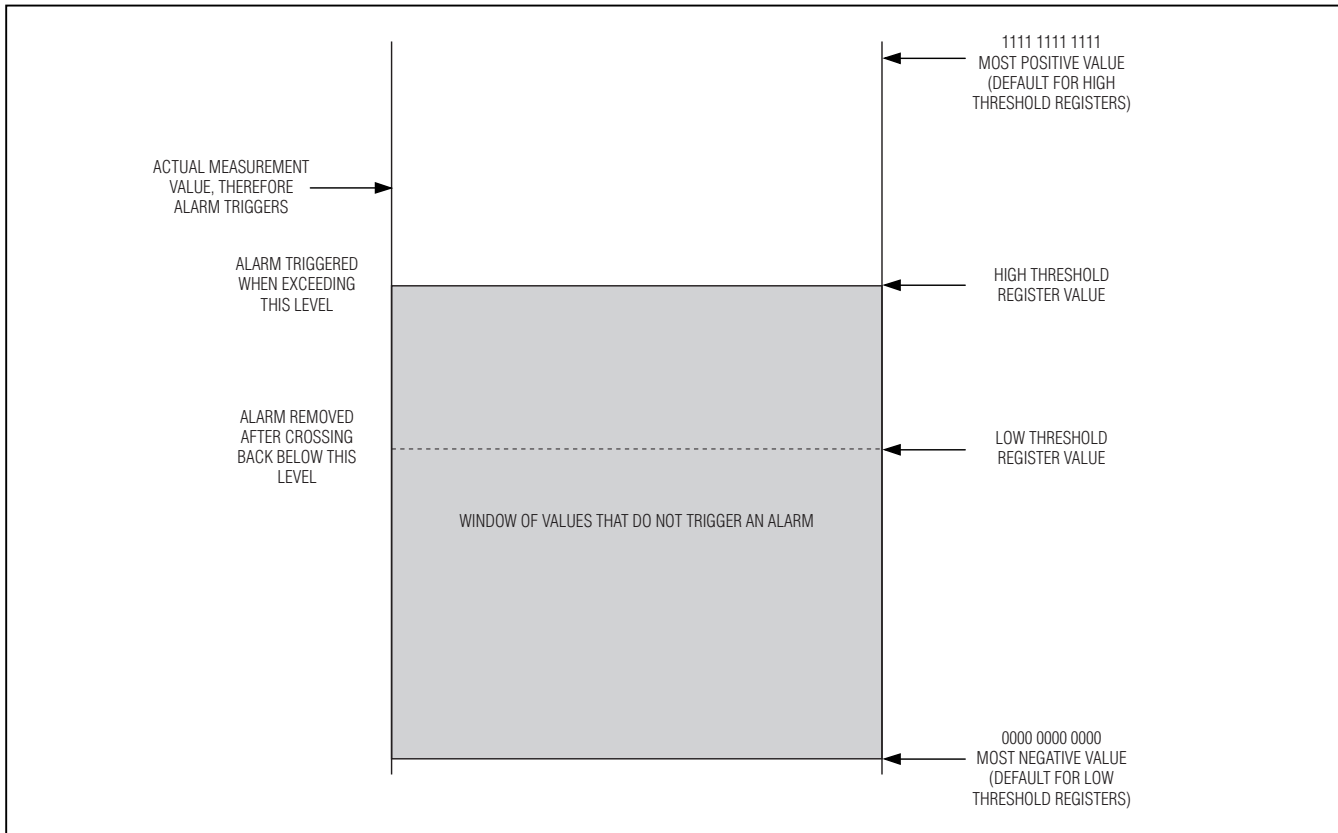 1111 1111 1111
MOST POSITIVE VALUE
(DEFAULT FOR HIGH
THRESHOLD REGISTERS)
ACTUAL MEASUREMENT
VALUE, THEREFORE
ALARM TRIGGERS
ALARM TRIGGERED
WHEN EXCEEDING
THIS LEVEL
HIGH THRESHOLD
REGISTER VALUE
ALARM REMOVED
AFTER CROSSING
BACK BELOW THIS
LEVEL
LOW THRESHOLD
REGISTER VALUE
WINDOW OF VALUES THAT DO NOT TRIGGER AN ALARM
0000 0000 0000
MOST NEGATIVE VALUE
(DEFAULT FOR LOW
THRESHOLD REGISTERS)